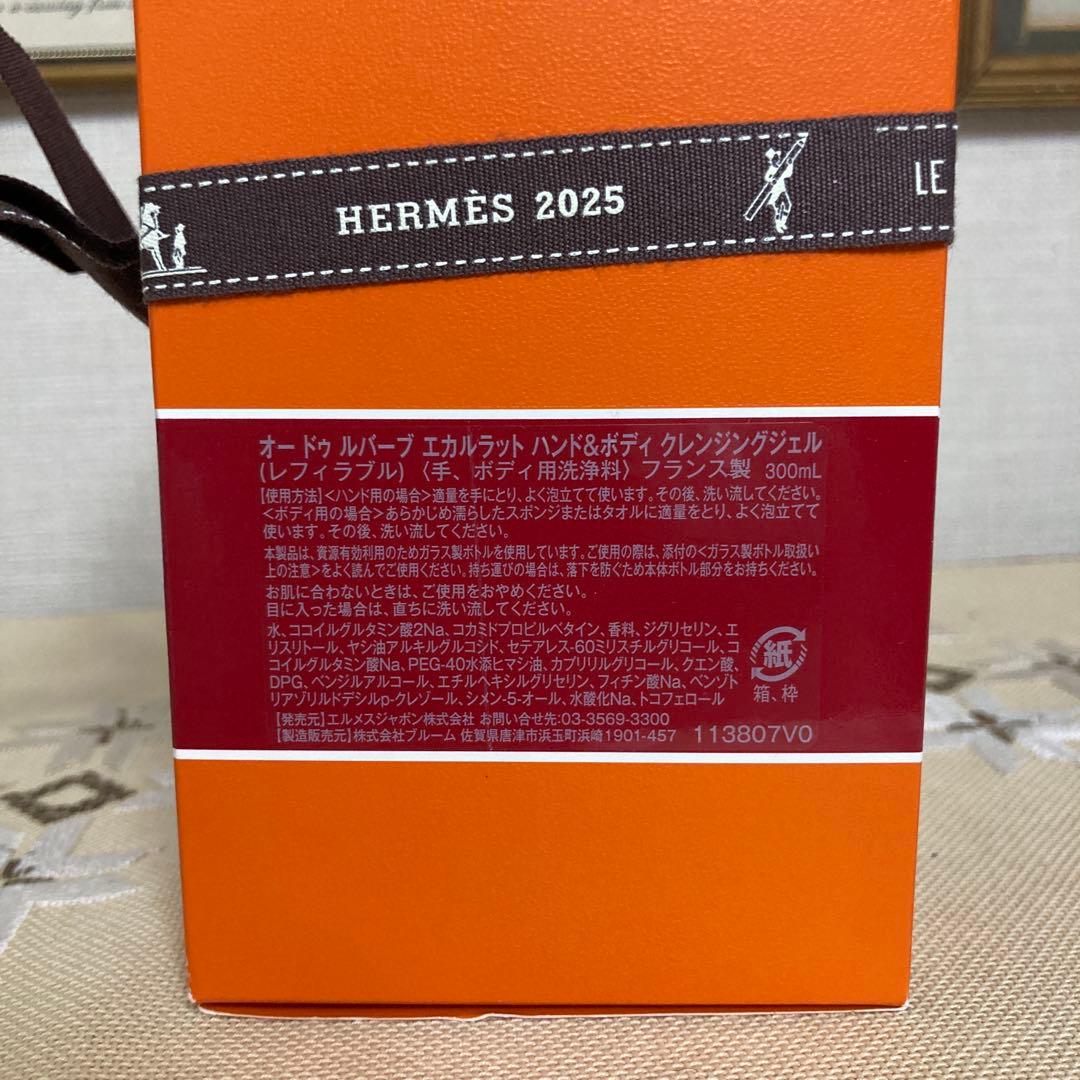 HERMÈS 2025
LE
オー ドゥ ルバーブ エカルラット ハンド&ボディ クレンジングジェル
(レフィラブル) 〈手、ボディ用洗浄料〉 フランス製 300mL
【使用方法】<ハンド用の場合>適量を手にとり、よく泡立てて使います。その後、洗い流してください。
<ボディ用の場合>あらかじめ濡らしたスポンジまたはタオルに適量をとり、よく泡立てて
使います。その後、洗い流してください。
本製品は、資源有効利用のためガラス製ボトルを使用しています。ご使用の際は、添付の<ガラス製ボトル取扱い
上の注意>をよく読んでご使用ください。持ち運びの場合は、落下を防ぐため本体ボトル部分をお持ちください。
お肌に合わないときは、ご使用をおやめください。
目に入った場合は、直ちに洗い流してください。
水、ココイルグルタミン酸2Na、コカミドプロピルベタイン、香料、ジグリセリン、エ
リスリトール、ヤシ油アルキルグルコシド、セテアレス-60ミリスチルグリコール、コ
コイルグルタミン酸Na、PEG-40水添ヒマシ油、カプリリルグリコール、クエン酸、
DPG、ベンジルアルコール、エチルヘキシルグリセリン、フィチン酸Na、ベンゾト
リアゾリルドデシルp-クレゾール、シメン-5-オール、水酸化Na、トコフェロール
紙
箱、枠
【発売元】エルメスジャポン株式会社 お問い合せ先:03-3569-3300
【製造販売元】株式会社ブルーム 佐賀県唐津市浜玉町浜崎1901-457 113807V0